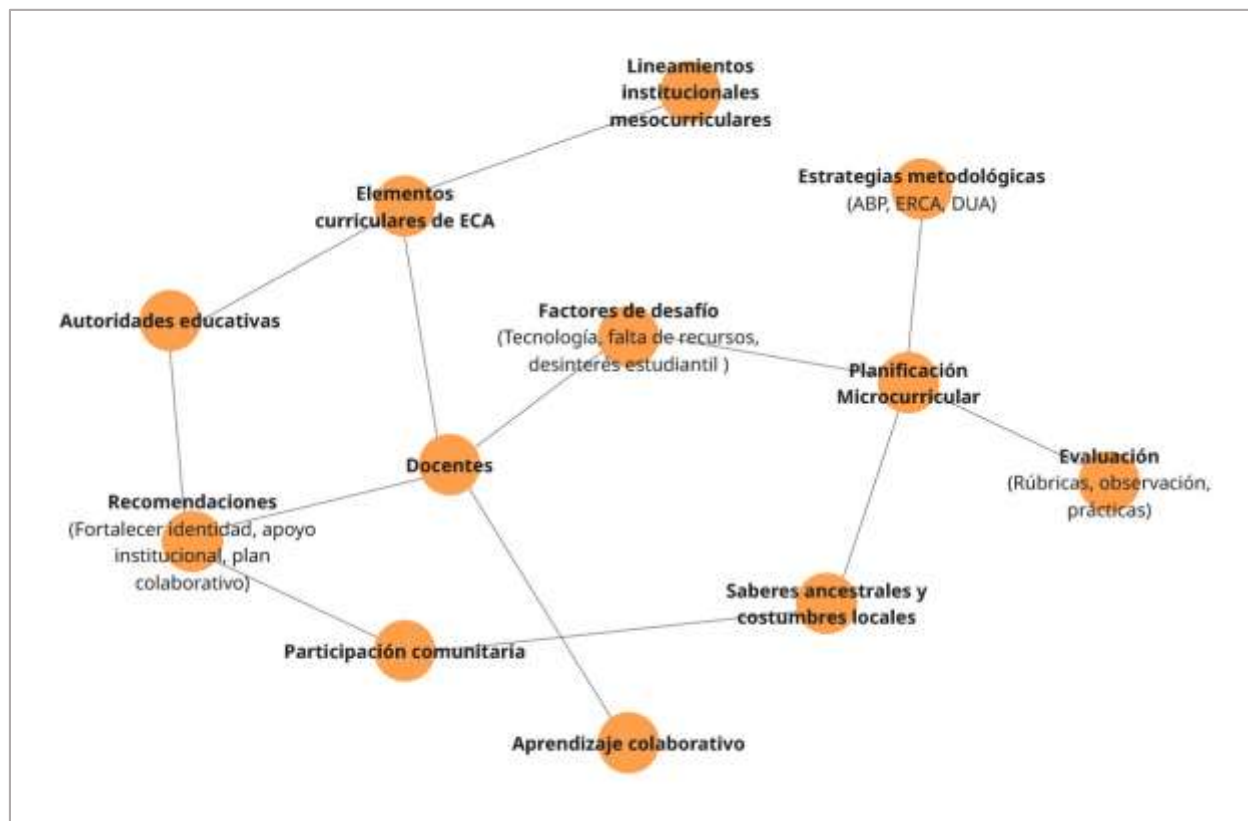 Lineamientos
institucionales
mesocurriculares
Estrategias metodológicas
(ABP, ERCA, DUA)
Elementos
curriculares de ECA
Autoridades educativas
Factores de desafío
(Tecnología, falta de recursos,
desinterés estudiantil )
Planificación
Microcurricular
Docentes
Evaluación
(Rúbricas, observación,
prácticas)
Recomendaciones
(Fortalecer identidad, apoyo
institucional, plan
colaborativo)
Saberes ancestrales y
costumbres locales
Participación comunitaria
Aprendizaje colaborativo